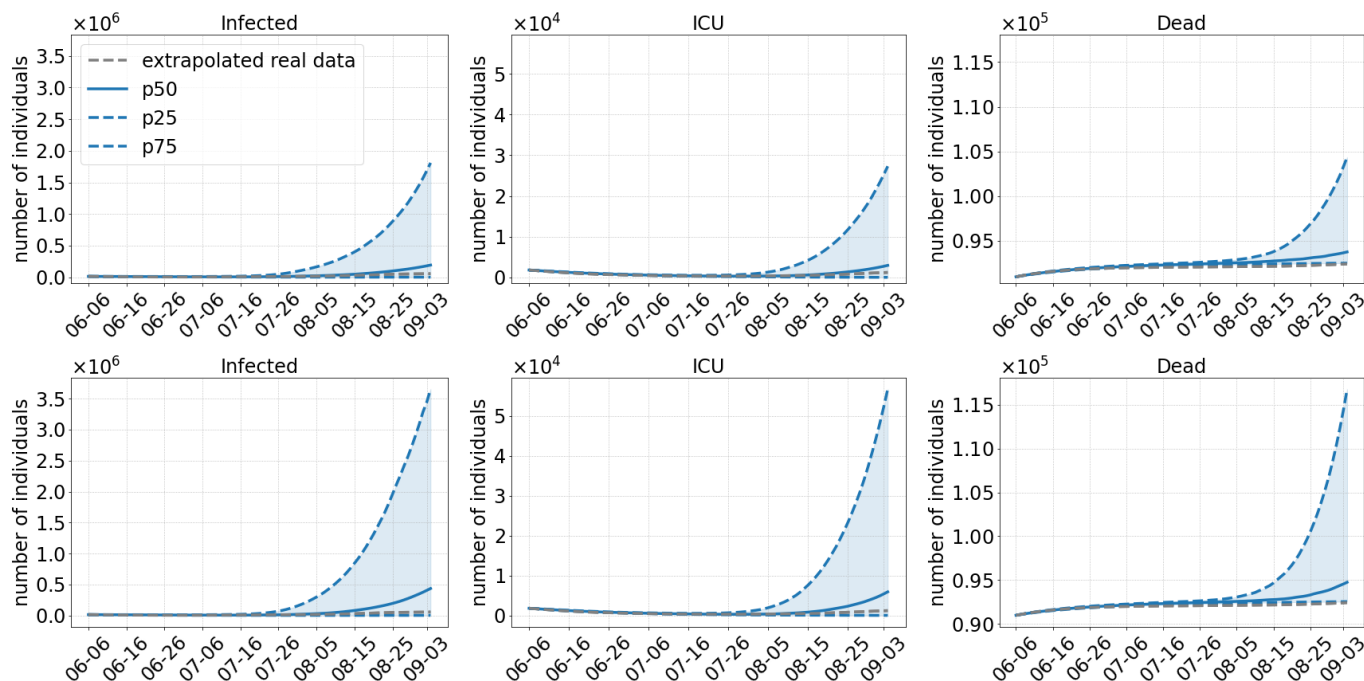 ×10⁶ Infected
number of individuals
3.5
3.0
2.5
2.0
1.5
1.0
0.5
0.0
extrapolated real data
p50
p25
p75
06-06 06-16 06-26 07-06 07-16 07-26 08-05 08-15 08-25 09-03
×10⁴ ICU
number of individuals
5
4
3
2
1
0
06-06 06-16 06-26 07-06 07-16 07-26 08-05 08-15 08-25 09-03
×10⁵ Dead
number of individuals
1.15
1.10
1.05
1.00
0.95
06-06 06-16 06-26 07-06 07-16 07-26 08-05 08-15 08-25 09-03
×10⁶ Infected
number of individuals
3.5
3.0
2.5
2.0
1.5
1.0
0.5
0.0
06-06 06-16 06-26 07-06 07-16 07-26 08-05 08-15 08-25 09-03
×10⁴ ICU
number of individuals
5
4
3
2
1
0
06-06 06-16 06-26 07-06 07-16 07-26 08-05 08-15 08-25 09-03
×10⁵ Dead
number of individuals
1.15
1.10
1.05
1.00
0.95
0.90
06-06 06-16 06-26 07-06 07-16 07-26 08-05 08-15 08-25 09-03